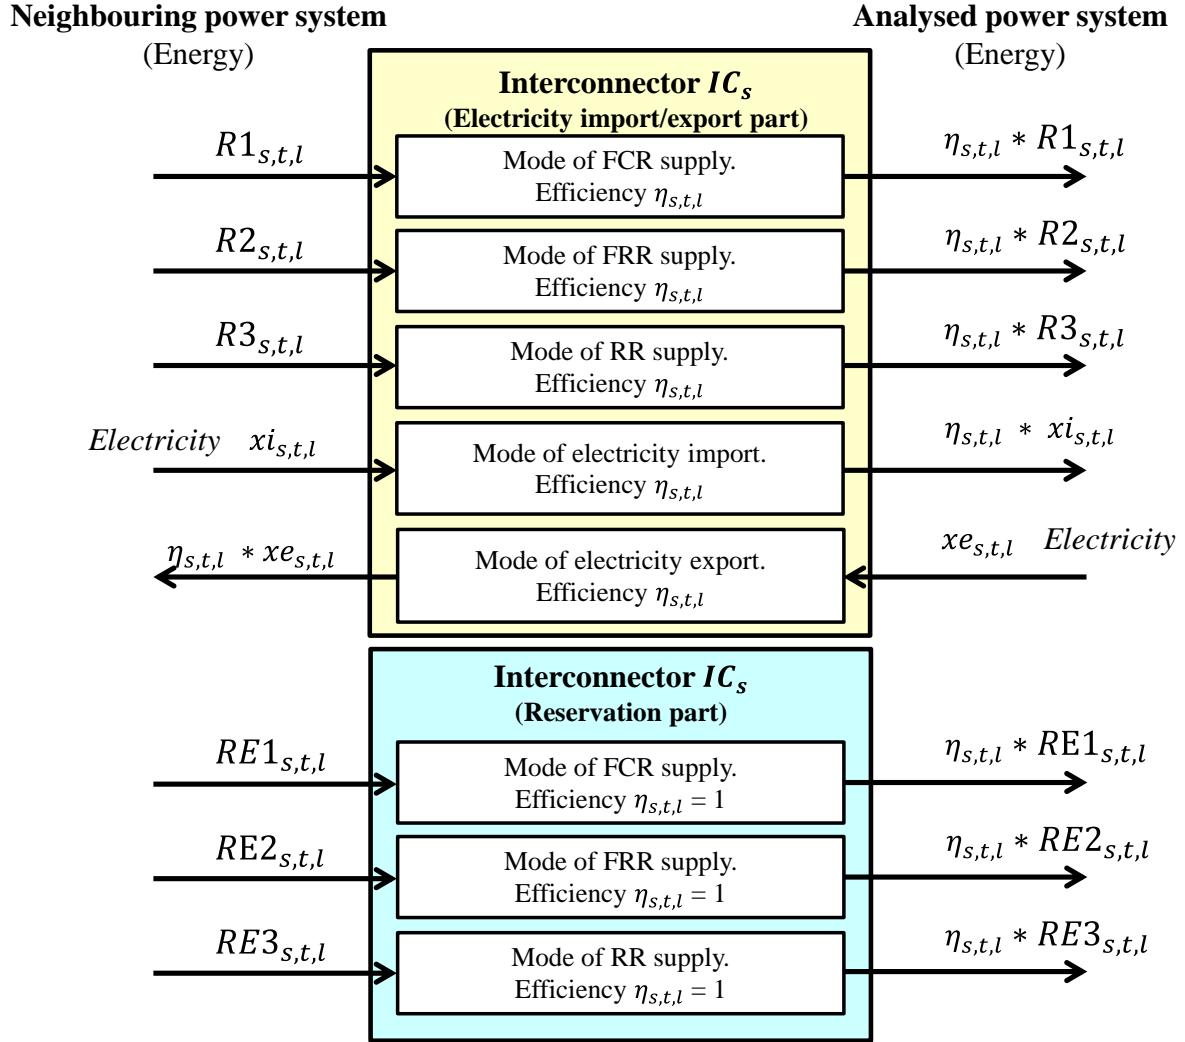 Neighbouring power system
(Energy)
Analysed power system
(Energy)
Interconnector IC_s
(Electricity import/export part)
R1_{s,t,l}
Mode of FCR supply.
Efficiency η_{s,t,l}
η_{s,t,l} * R1_{s,t,l}
R2_{s,t,l}
Mode of FRR supply.
Efficiency η_{s,t,l}
η_{s,t,l} * R2_{s,t,l}
R3_{s,t,l}
Mode of RR supply.
Efficiency η_{s,t,l}
η_{s,t,l} * R3_{s,t,l}
Electricity xi_{s,t,l}
Mode of electricity import.
Efficiency η_{s,t,l}
η_{s,t,l} * xi_{s,t,l}
η_{s,t,l} * xe_{s,t,l}
Mode of electricity export.
Efficiency η_{s,t,l}
xe_{s,t,l} Electricity
Interconnector IC_s
(Reservation part)
RE1_{s,t,l}
Mode of FCR supply.
Efficiency η_{s,t,l} = 1
η_{s,t,l} * RE1_{s,t,l}
RE2_{s,t,l}
Mode of FRR supply.
Efficiency η_{s,t,l} = 1
η_{s,t,l} * RE2_{s,t,l}
RE3_{s,t,l}
Mode of RR supply.
Efficiency η_{s,t,l} = 1
η_{s,t,l} * RE3_{s,t,l}